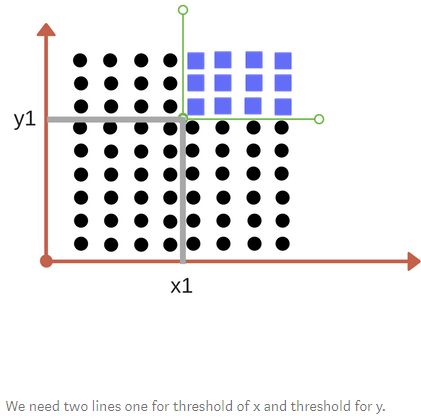 y1
x1
We need two lines one for threshold of x and threshold for y.